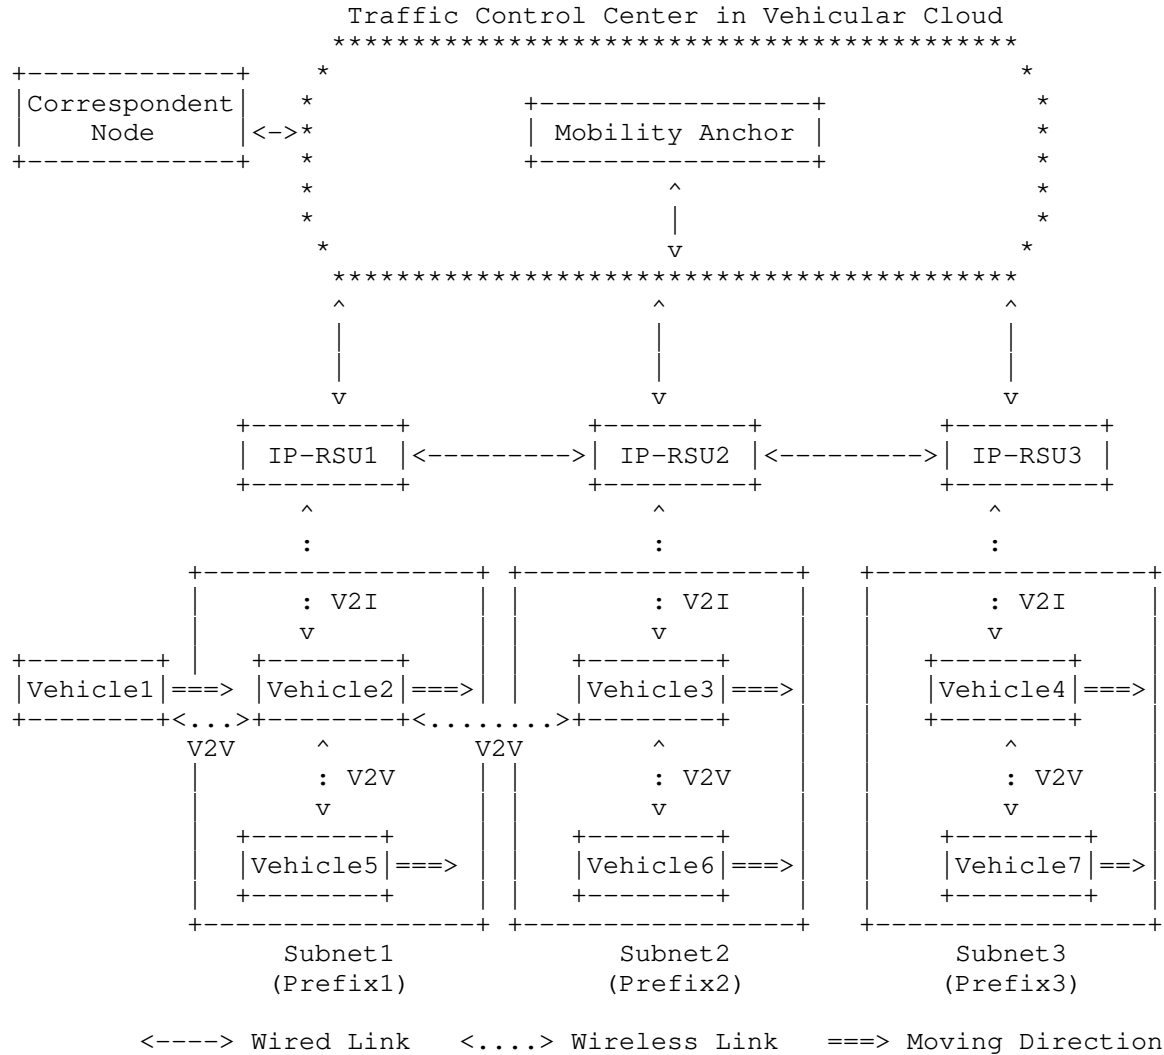 Traffic Control Center in Vehicular Cloud
Correspondent
Node
Mobility Anchor
IP-RSU1 IP-RSU2 IP-RSU3
V2I V2I V2I
Vehicle1 Vehicle2 Vehicle3 Vehicle4
V2V V2V
V2V V2V V2V
Vehicle5 Vehicle6 Vehicle7
Subnet1 Subnet2 Subnet3
(Prefix1) (Prefix2) (Prefix3)
<----> Wired Link <....> Wireless Link ===> Moving Direction